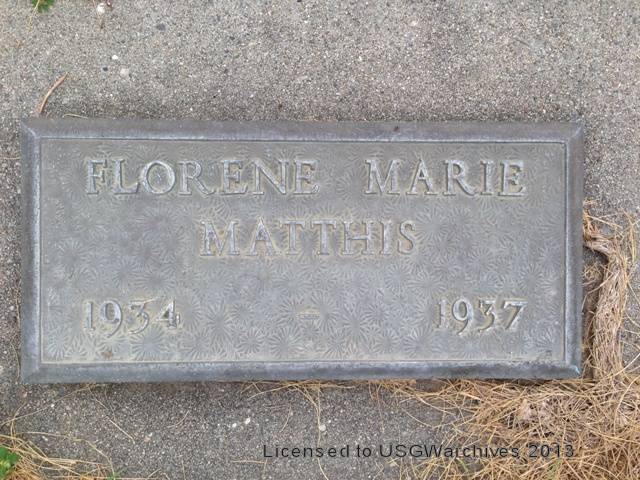 FLORENE MARIE
MATTHIS
1934 - 1937
Licensed to USGWarchives 2013